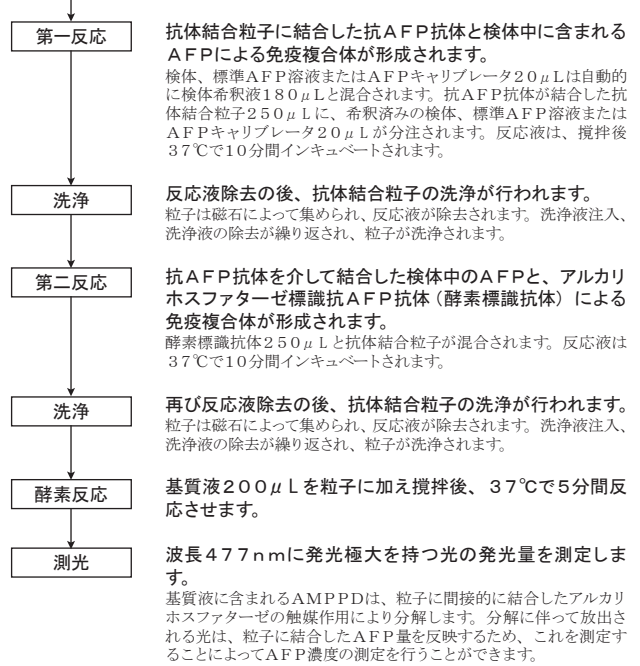 第一反応
抗体結合粒子に結合した抗AFP抗体と検体中に含まれる
AFPによる免疫複合体が形成されます。
検体、標準AFP溶液またはAFPキャリブレータ20μLは自動的
に検体希釈液180μLと混合されます。抗AFP抗体が結合した抗
体結合粒子250μLに、希釈済みの検体、標準AFP溶液または
AFPキャリブレータ20μLが分注されます。反応液は、攪拌後
37℃で10分間インキュベートされます。
洗浄
反応液除去の後、抗体結合粒子の洗浄が行われます。
粒子は磁石によって集められ、反応液が除去されます。洗浄液注入、
洗浄液の除去が繰り返され、粒子が洗浄されます。
第二反応
抗AFP抗体を介して結合した検体中のAFPと、アルカリ
ホスファターゼ標識抗AFP抗体(酵素標識抗体)による
免疫複合体が形成されます。
酵素標識抗体250μLと抗体結合粒子が混合されます。反応液は
37℃で10分間インキュベートされます。
洗浄
再び反応液除去の後、抗体結合粒子の洗浄が行われます。
粒子は磁石によって集められ、反応液が除去されます。洗浄液注入、
洗浄液の除去が繰り返され、粒子が洗浄されます。
酵素反応
基質液200μLを粒子に加え攪拌後、37℃で5分間反
応させます。
測光
波長477nmに発光極大を持つ光の発光量を測定しま
す。
基質液に含まれるAMPPDは、粒子に間接的に結合したアルカリ
ホスファターゼの触媒作用により分解します。分解に伴って放出さ
れる光は、粒子に結合したAFP量を反映するため、これを測定す
ることによってAFP濃度の測定を行うことができます。